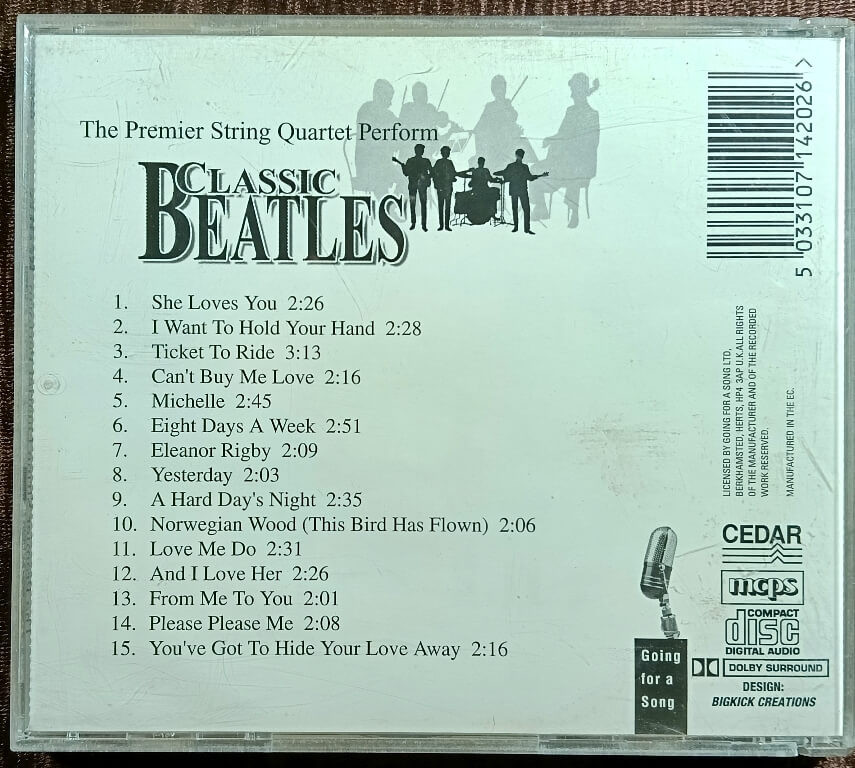 The Premier String Quartet Perform
CLASSIC
BEATLES
1. She Loves You 2:26
2. I Want To Hold Your Hand 2:28
3. Ticket To Ride 3:13
4. Can't Buy Me Love 2:16
5. Michelle 2:45
6. Eight Days A Week 2:51
7. Eleanor Rigby 2:09
8. Yesterday 2:03
9. A Hard Day's Night 2:35
10. Norwegian Wood (This Bird Has Flown) 2:06
11. Love Me Do 2:31
12. And I Love Her 2:26
13. From Me To You 2:01
14. Please Please Me 2:08
15. You've Got To Hide Your Love Away 2:16
5 033107 142026 >
LICENSED BY GOING FOR A SONG LTD,
BERKHAMSTED, HERTS, HP4 3AP U.K. ALL RIGHTS
OF THE MANUFACTURER AND OF THE RECORDED
WORK RESERVED.
MANUFACTURED IN THE EC.
CEDAR
mcps
COMPACT
disc
DIGITAL AUDIO
DOLBY SURROUND
DESIGN:
BIGKICK CREATIONS
Going
for a
Song